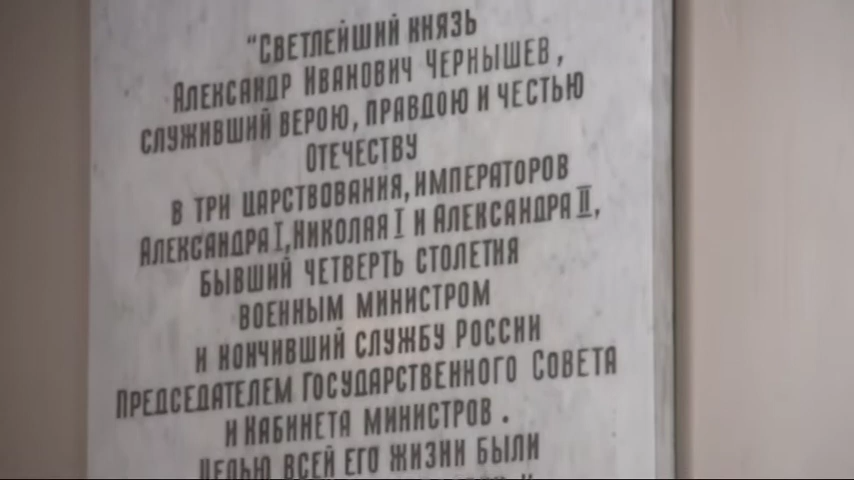 "Светлейший князь
Александр Иванович Чернышев,
служивший верою, правдою и честью
Отечеству
в три царствования, императоров
Александра I, Николая I и Александра II,
бывший четверть столетия
военным министром
и кончивший службу России
Председателем Государственного Совета
и Кабинета министров.
Целью всей его жизни были